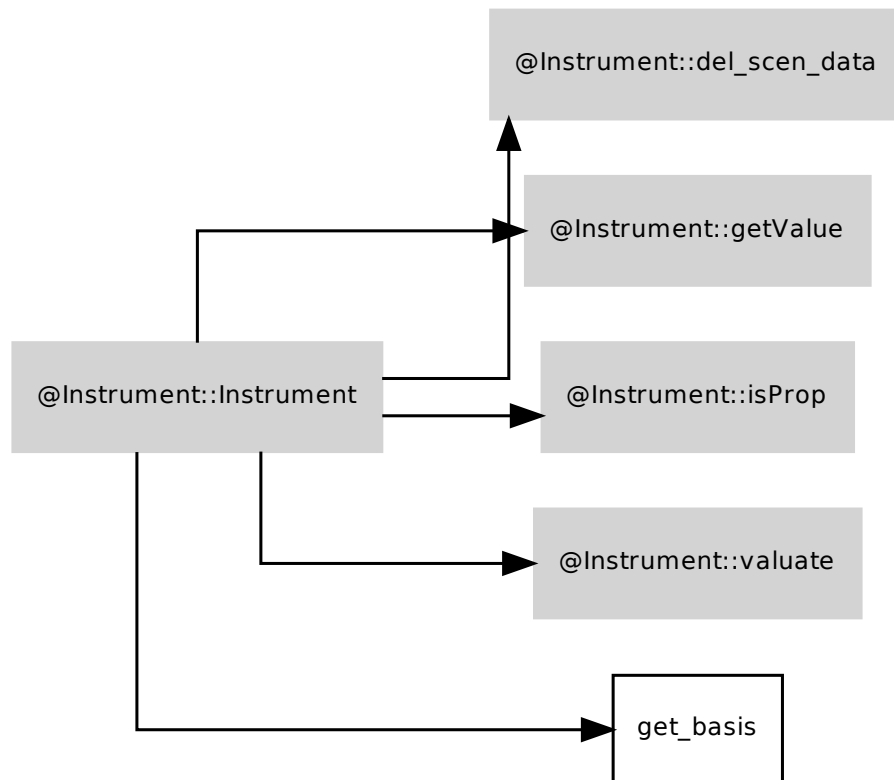 @Instrument::del_scen_data
@Instrument::getValue
@Instrument::Instrument
@Instrument::isProp
@Instrument::valuate
get_basis